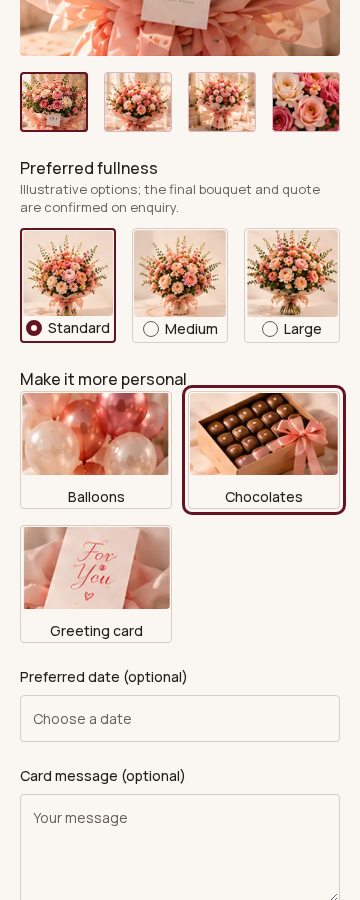 Preferred fullness
Illustrative options; the final bouquet and quote
are confirmed on enquiry.
Standard
Medium
Large
Make it more personal
Balloons
Chocolates
For
You
Greeting card
Preferred date (optional)
Choose a date
Card message (optional)
Your message